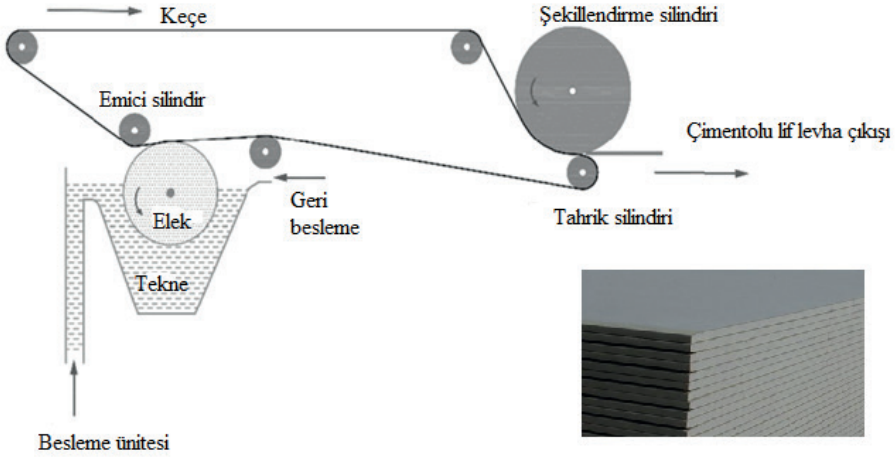 Keçe
Şekillendirme silindiri
Emici silindir
Çimentolu lif levha çıkışı
Geri
besleme
Elek
Tahrik silindiri
Tekne
Besleme ünitesi